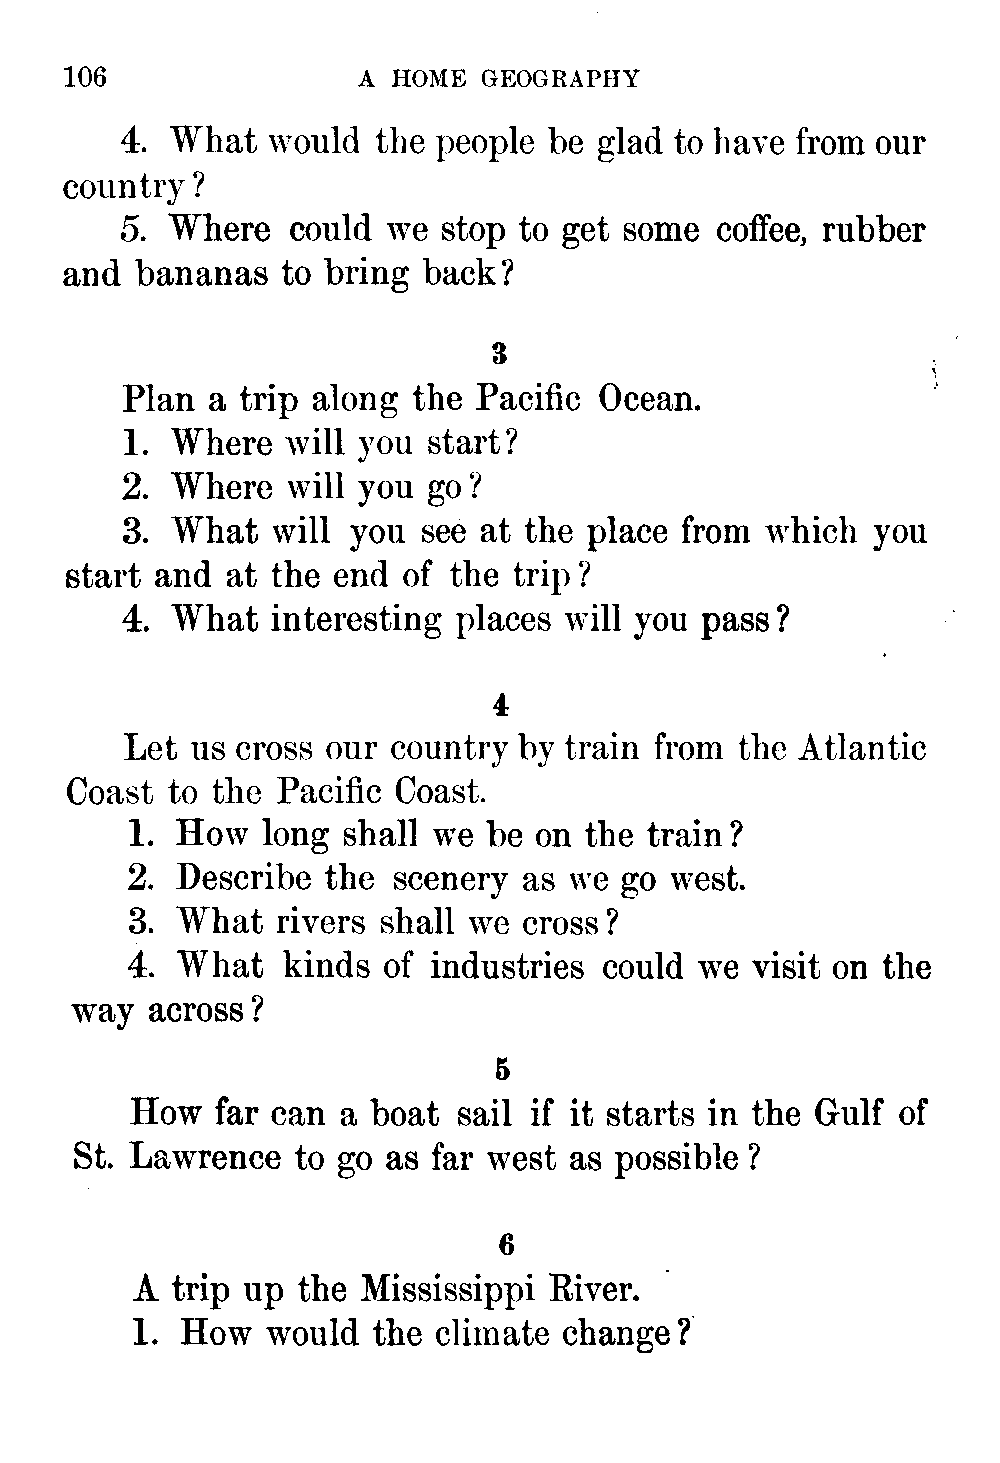 106 A HOME GEOGRAPHY
4. What would the people be glad to have from our
country?
5. Where could we stop to get some coffee, rubber
and bananas to bring back?
3
Plan a trip along the Pacific Ocean.
1. Where will you start?
2. Where will you go?
3. What will you see at the place from which you
start and at the end of the trip?
4. What interesting places will you pass?
4
Let us cross our country by train from the Atlantic
Coast to the Pacific Coast.
1. How long shall we be on the train?
2. Describe the scenery as we go west.
3. What rivers shall we cross?
4. What kinds of industries could we visit on the
way across?
5
How far can a boat sail if it starts in the Gulf of
St. Lawrence to go as far west as possible?
6
A trip up the Mississippi River.
1. How would the climate change?